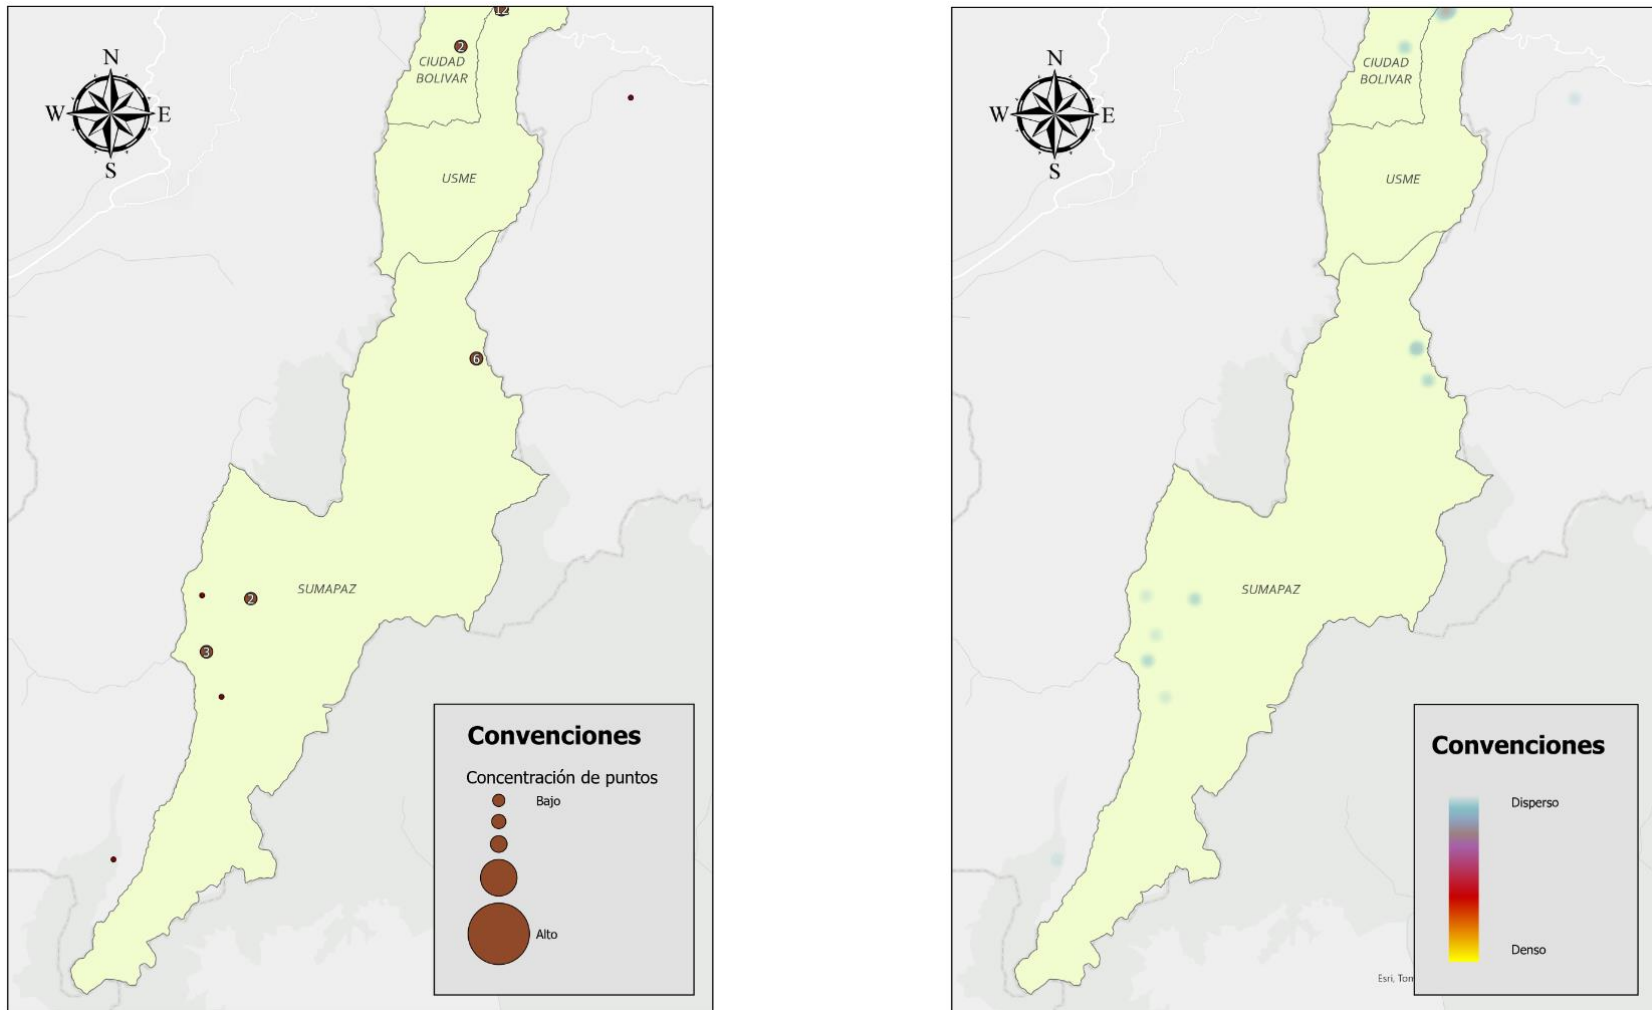 12
2
CIUDAD
BOLIVAR
N
W
E
S
USME
6
SUMAPAZ
2
3
Convenciones
Concentración de puntos
Bajo
Alto
CIUDAD
BOLIVAR
N
W
E
S
USME
SUMAPAZ
Convenciones
Disperso
Denso
Esri,